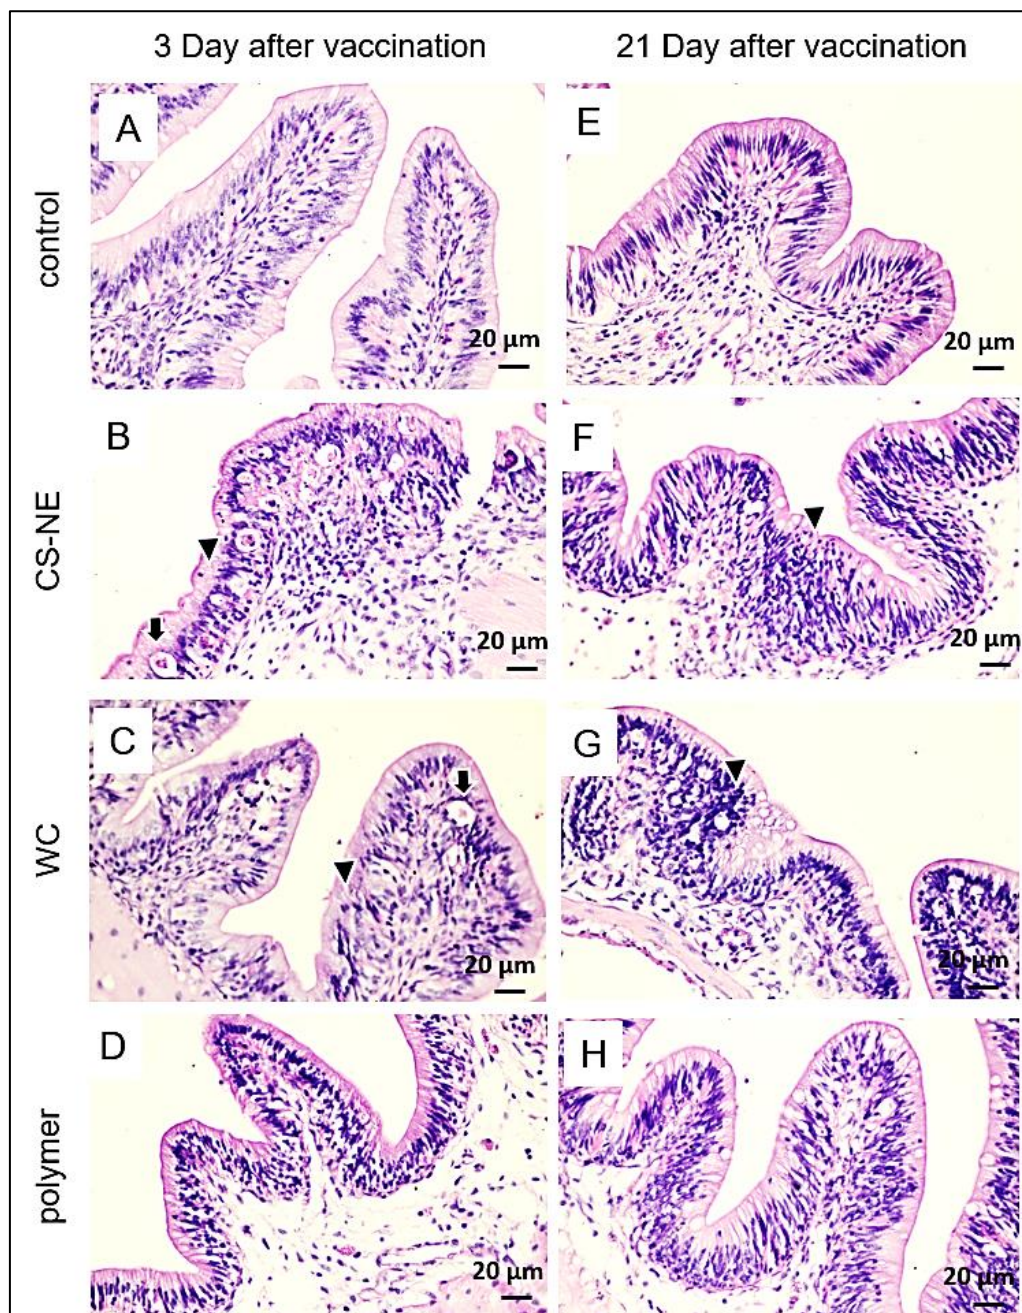 3 Day after vaccination
21 Day after vaccination
control
A
20 µm
E
20 µm
CS-NE
B
20 µm
F
20 µm
WC
C
20 µm
G
20 µm
polymer
D
20 µm
H
20 µm